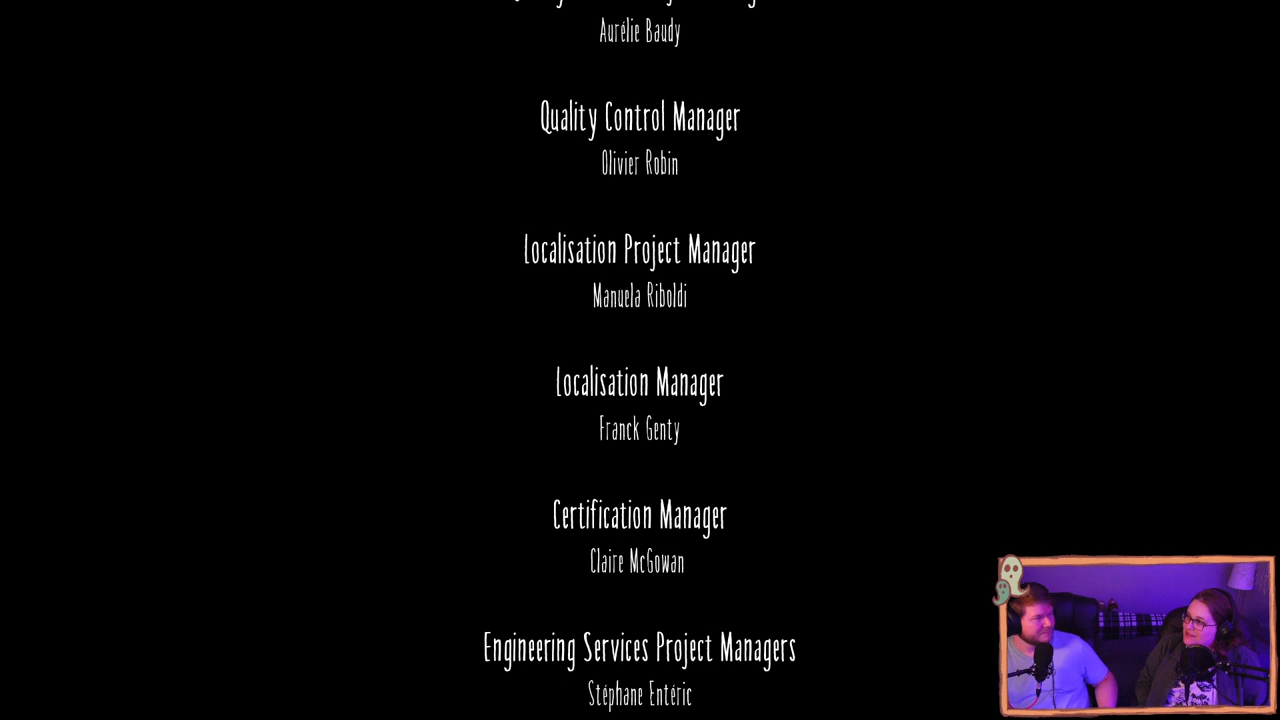 Aurélie Baudy
Quality Control Manager
Olivier Robin
Localisation Project Manager
Manuela Riboldi
Localisation Manager
Franck Genty
Certification Manager
Claire McGowan
Engineering Services Project Managers
Stéphane Entéric